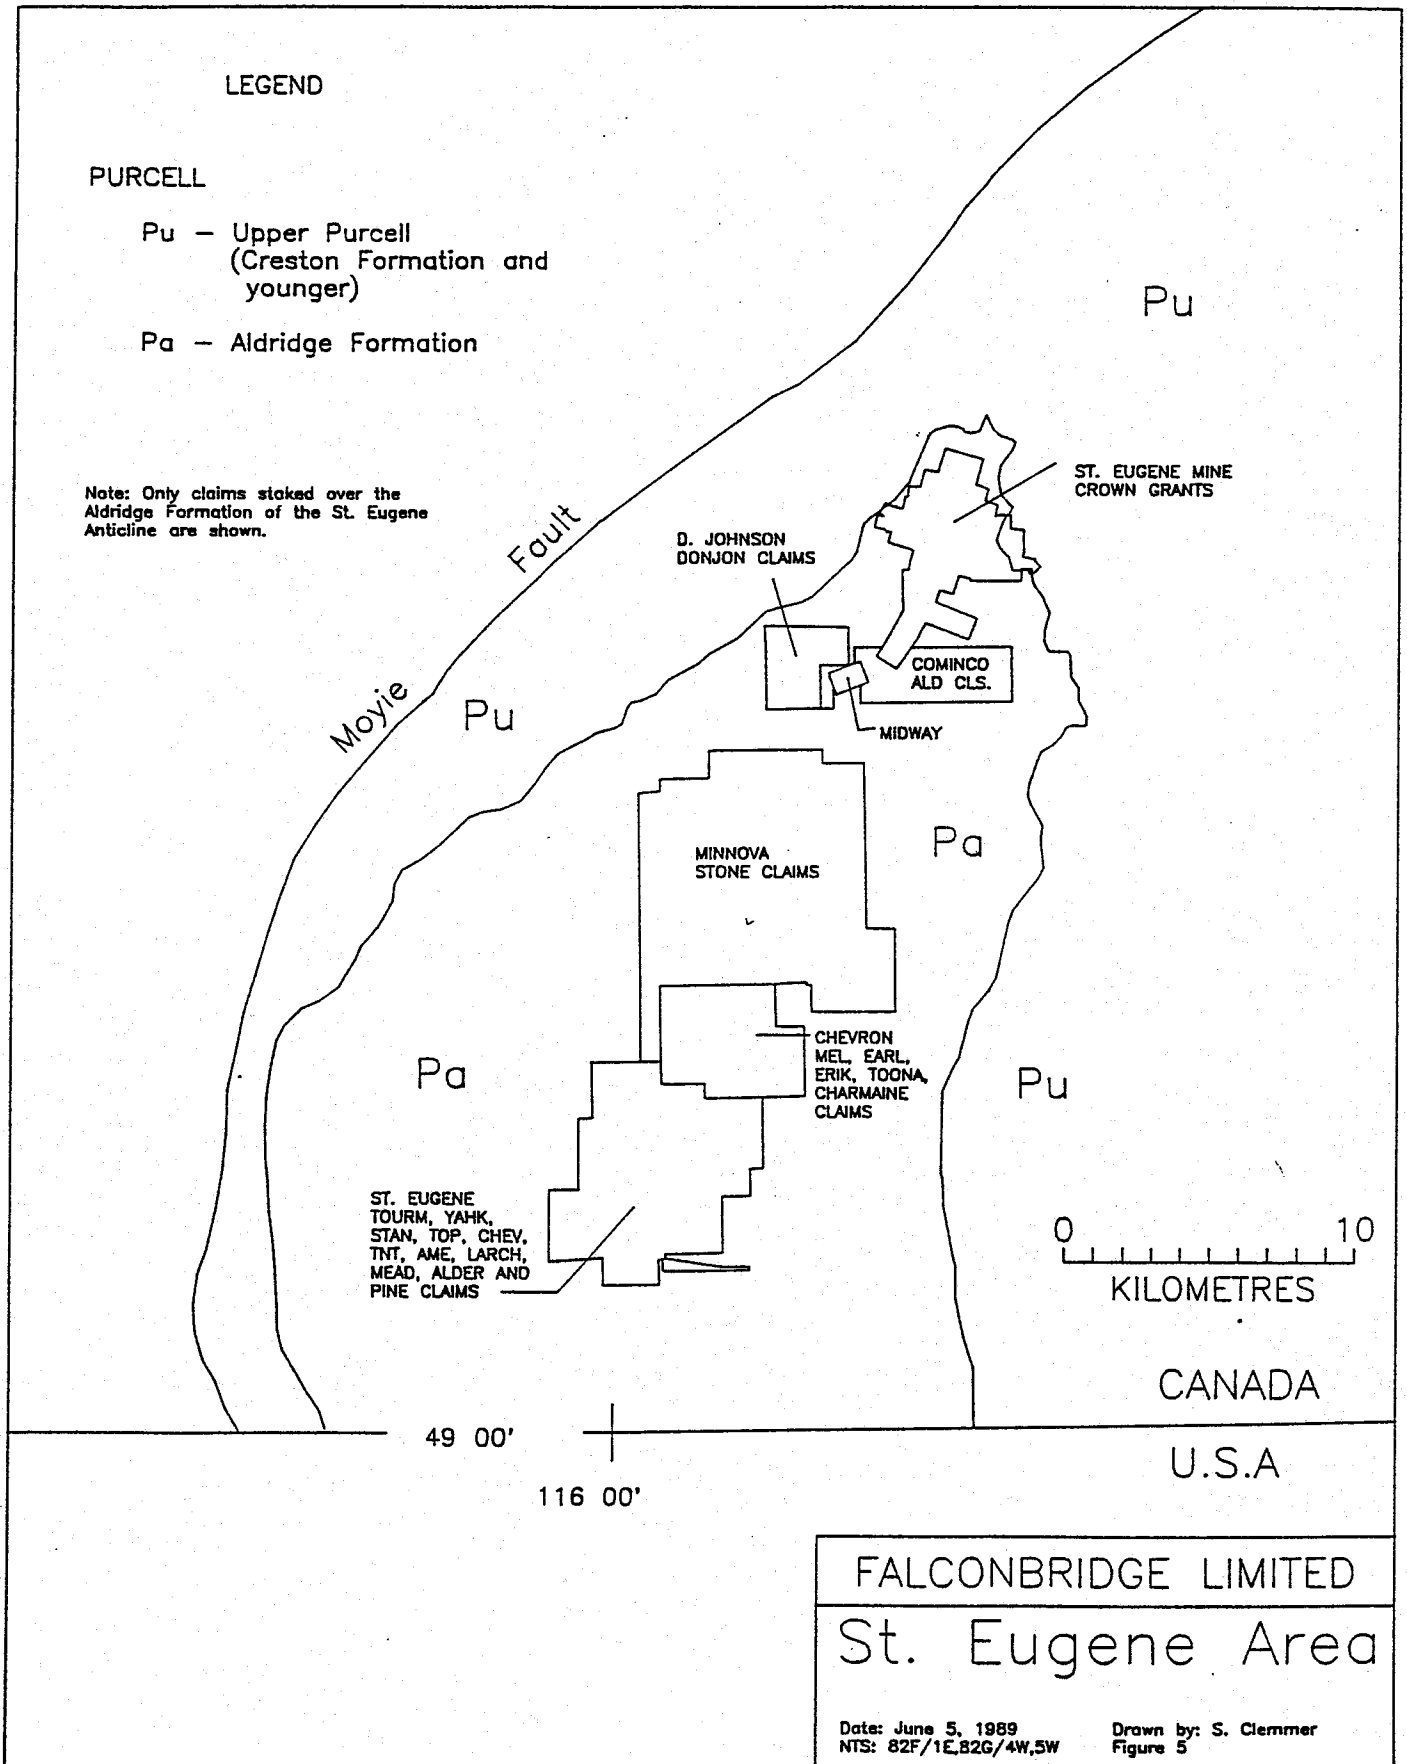 LEGEND
PURCELL
Pu – Upper Purcell
(Creston Formation and
younger)
Pa – Aldridge Formation
Note: Only claims staked over the
Aldridge Formation of the St. Eugene
Anticline are shown.
Moyie Fault
Pu
ST. EUGENE MINE
CROWN GRANTS
D. JOHNSON
DONJON CLAIMS
COMINCO
ALD CLS.
MIDWAY
Pu
MINNOVA
STONE CLAIMS
Pa
CHEVRON
MEL, EARL,
ERIK, TOONA,
CHARMAINE
CLAIMS
Pa
Pu
ST. EUGENE
TOURM, YAHK,
STAN, TOP, CHEV,
TNT, AME, LARCH,
MEAD, ALDER AND
PINE CLAIMS
0 10
KILOMETRES
CANADA
49 00'
U.S.A
116 00'
FALCONBRIDGE LIMITED
St. Eugene Area
Date: June 5, 1989
NTS: 82F/1E,82G/4W,5W
Drawn by: S. Clemmer
Figure 5